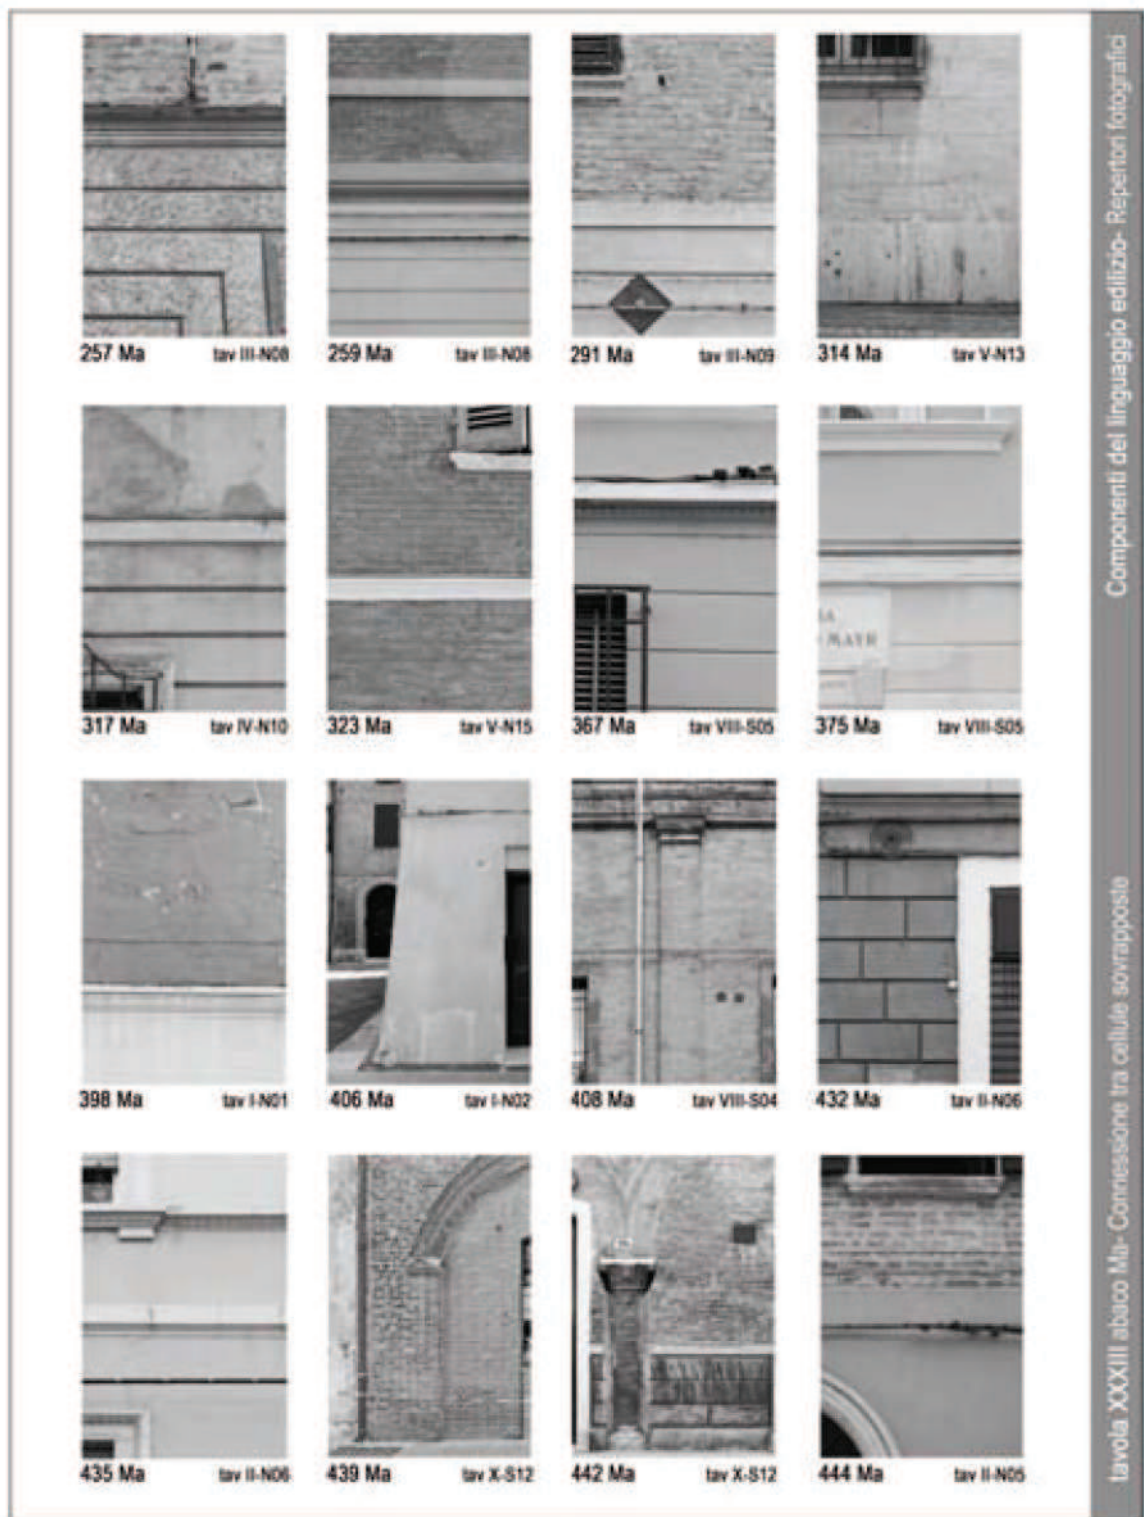 257 Ma tav III-N08
259 Ma tav III-N08
291 Ma tav III-N09
314 Ma tav V-N13
317 Ma tav IV-N10
323 Ma tav V-N15
367 Ma tav VIII-S05
MAYR
375 Ma tav VIII-S05
398 Ma tav I-N01
406 Ma tav I-N02
408 Ma tav VIII-S04
432 Ma tav II-N06
435 Ma tav II-N06
439 Ma tav X-S12
442 Ma tav X-S12
444 Ma tav II-N05
tavola XXXIII abaco Ma- Connessione tra cellule sovrapposte Componenti del linguaggio edilizio- Repertori fotografici